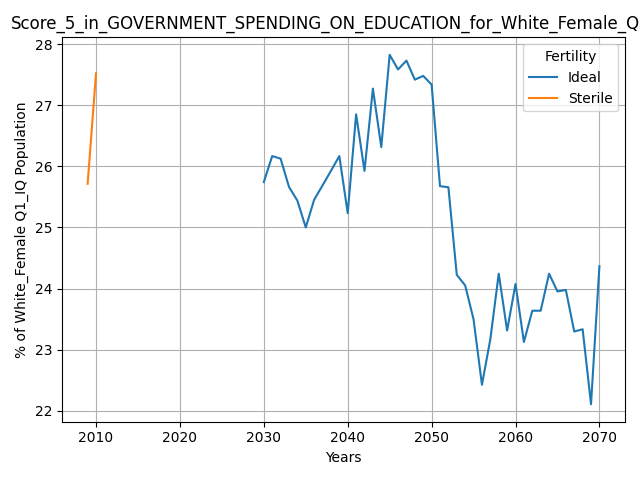 Score_5_in_GOVERNMENT_SPENDING_ON_EDUCATION_for_White_Female_Q
28
27
26
25
24
23
22
% of White_Female Q1_IQ Population
Fertility
Ideal
Sterile
2010 2020 2030 2040 2050 2060 2070
Years